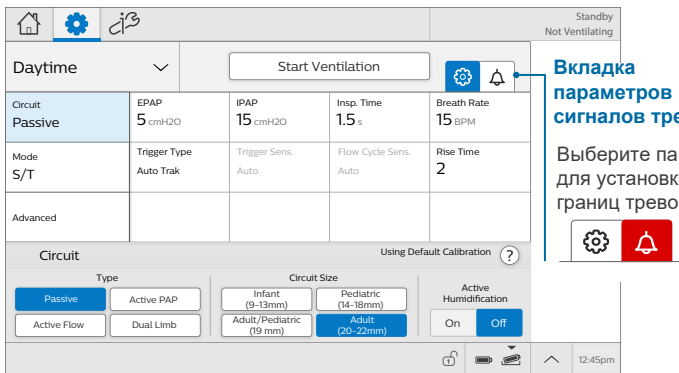 Standby
Not Ventilating
Daytime
Start Ventilation
Circuit
Passive
EPAP
5 cmH2O
IPAP
15 cmH2O
Insp. Time
1.5 s
Breath Rate
15 BPM
Mode
S/T
Trigger Type
Auto Trak
Trigger Sens.
Auto
Flow Cycle Sens.
Auto
Rise Time
2
Advanced
Circuit
Using Default Calibration ?
Type
Passive
Active PAP
Active Flow
Dual Limb
Circuit Size
Infant
(9-13mm)
Pediatric
(14-18mm)
Adult/Pediatric
(19 mm)
Adult
(20-22mm)
Active
Humidification
On
Off
12:45pm
Вкладка
параметров
сигналов тре
Выберите па
для установк
границ трево